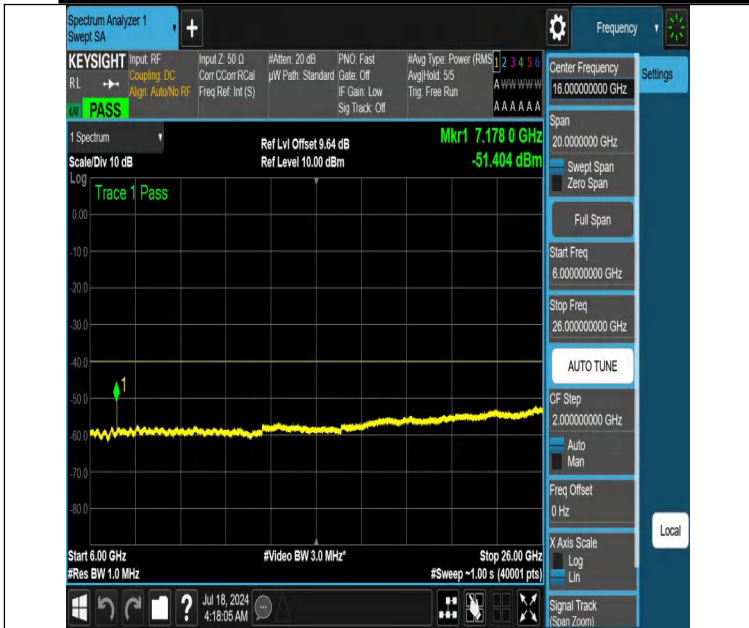 Spectrum Analyzer 1
Swept SA
+
Frequency
KEYSIGHT
RL
PASS
Input: RF
Coupling: DC
Align: Auto/No RF
Input Z: 50 Ω
Corr CCorr RCal
Freq Ref: Int (S)
#Atten: 20 dB
µW Path: Standard
PNO: Fast
Gate: Off
IF Gain: Low
Sig Track: Off
#Avg Type: Power (RMS
Avg|Hold: 5/5
Trig: Free Run
1 2 3 4 5 6
A W W W W W
A A A A A A
1 Spectrum
Scale/Div 10 dB
Ref Lvl Offset 9.64 dB
Ref Level 10.00 dBm
Mkr1 7.178 0 GHz
-51.404 dBm
Log
Trace 1 Pass
0.00
-10.0
-20.0
-30.0
-40.0
-50.0
-60.0
-70.0
-80.0
1
Start 6.00 GHz
#Res BW 1.0 MHz
#Video BW 3.0 MHz*
Stop 26.00 GHz
#Sweep ~1.00 s (40001 pts)
Center Frequency
16.000000000 GHz
Settings
Span
20.0000000 GHz
Swept Span
Zero Span
Full Span
Start Freq
6.000000000 GHz
Stop Freq
26.000000000 GHz
AUTO TUNE
CF Step
2.000000000 GHz
Auto
Man
Freq Offset
0 Hz
X Axis Scale
Log
Lin
Local
Signal Track
(Span Zoom)
?
Jul 18, 2024
4:18:05 AM